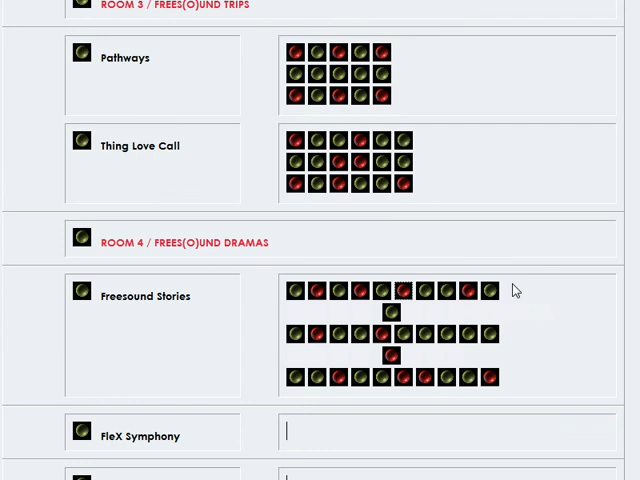 ROOM 3 / FREES(O)UND TRIPS
Pathways
Thing Love Call
ROOM 4 / FREES(O)UND DRAMAS
Freesound Stories
FleX Symphony